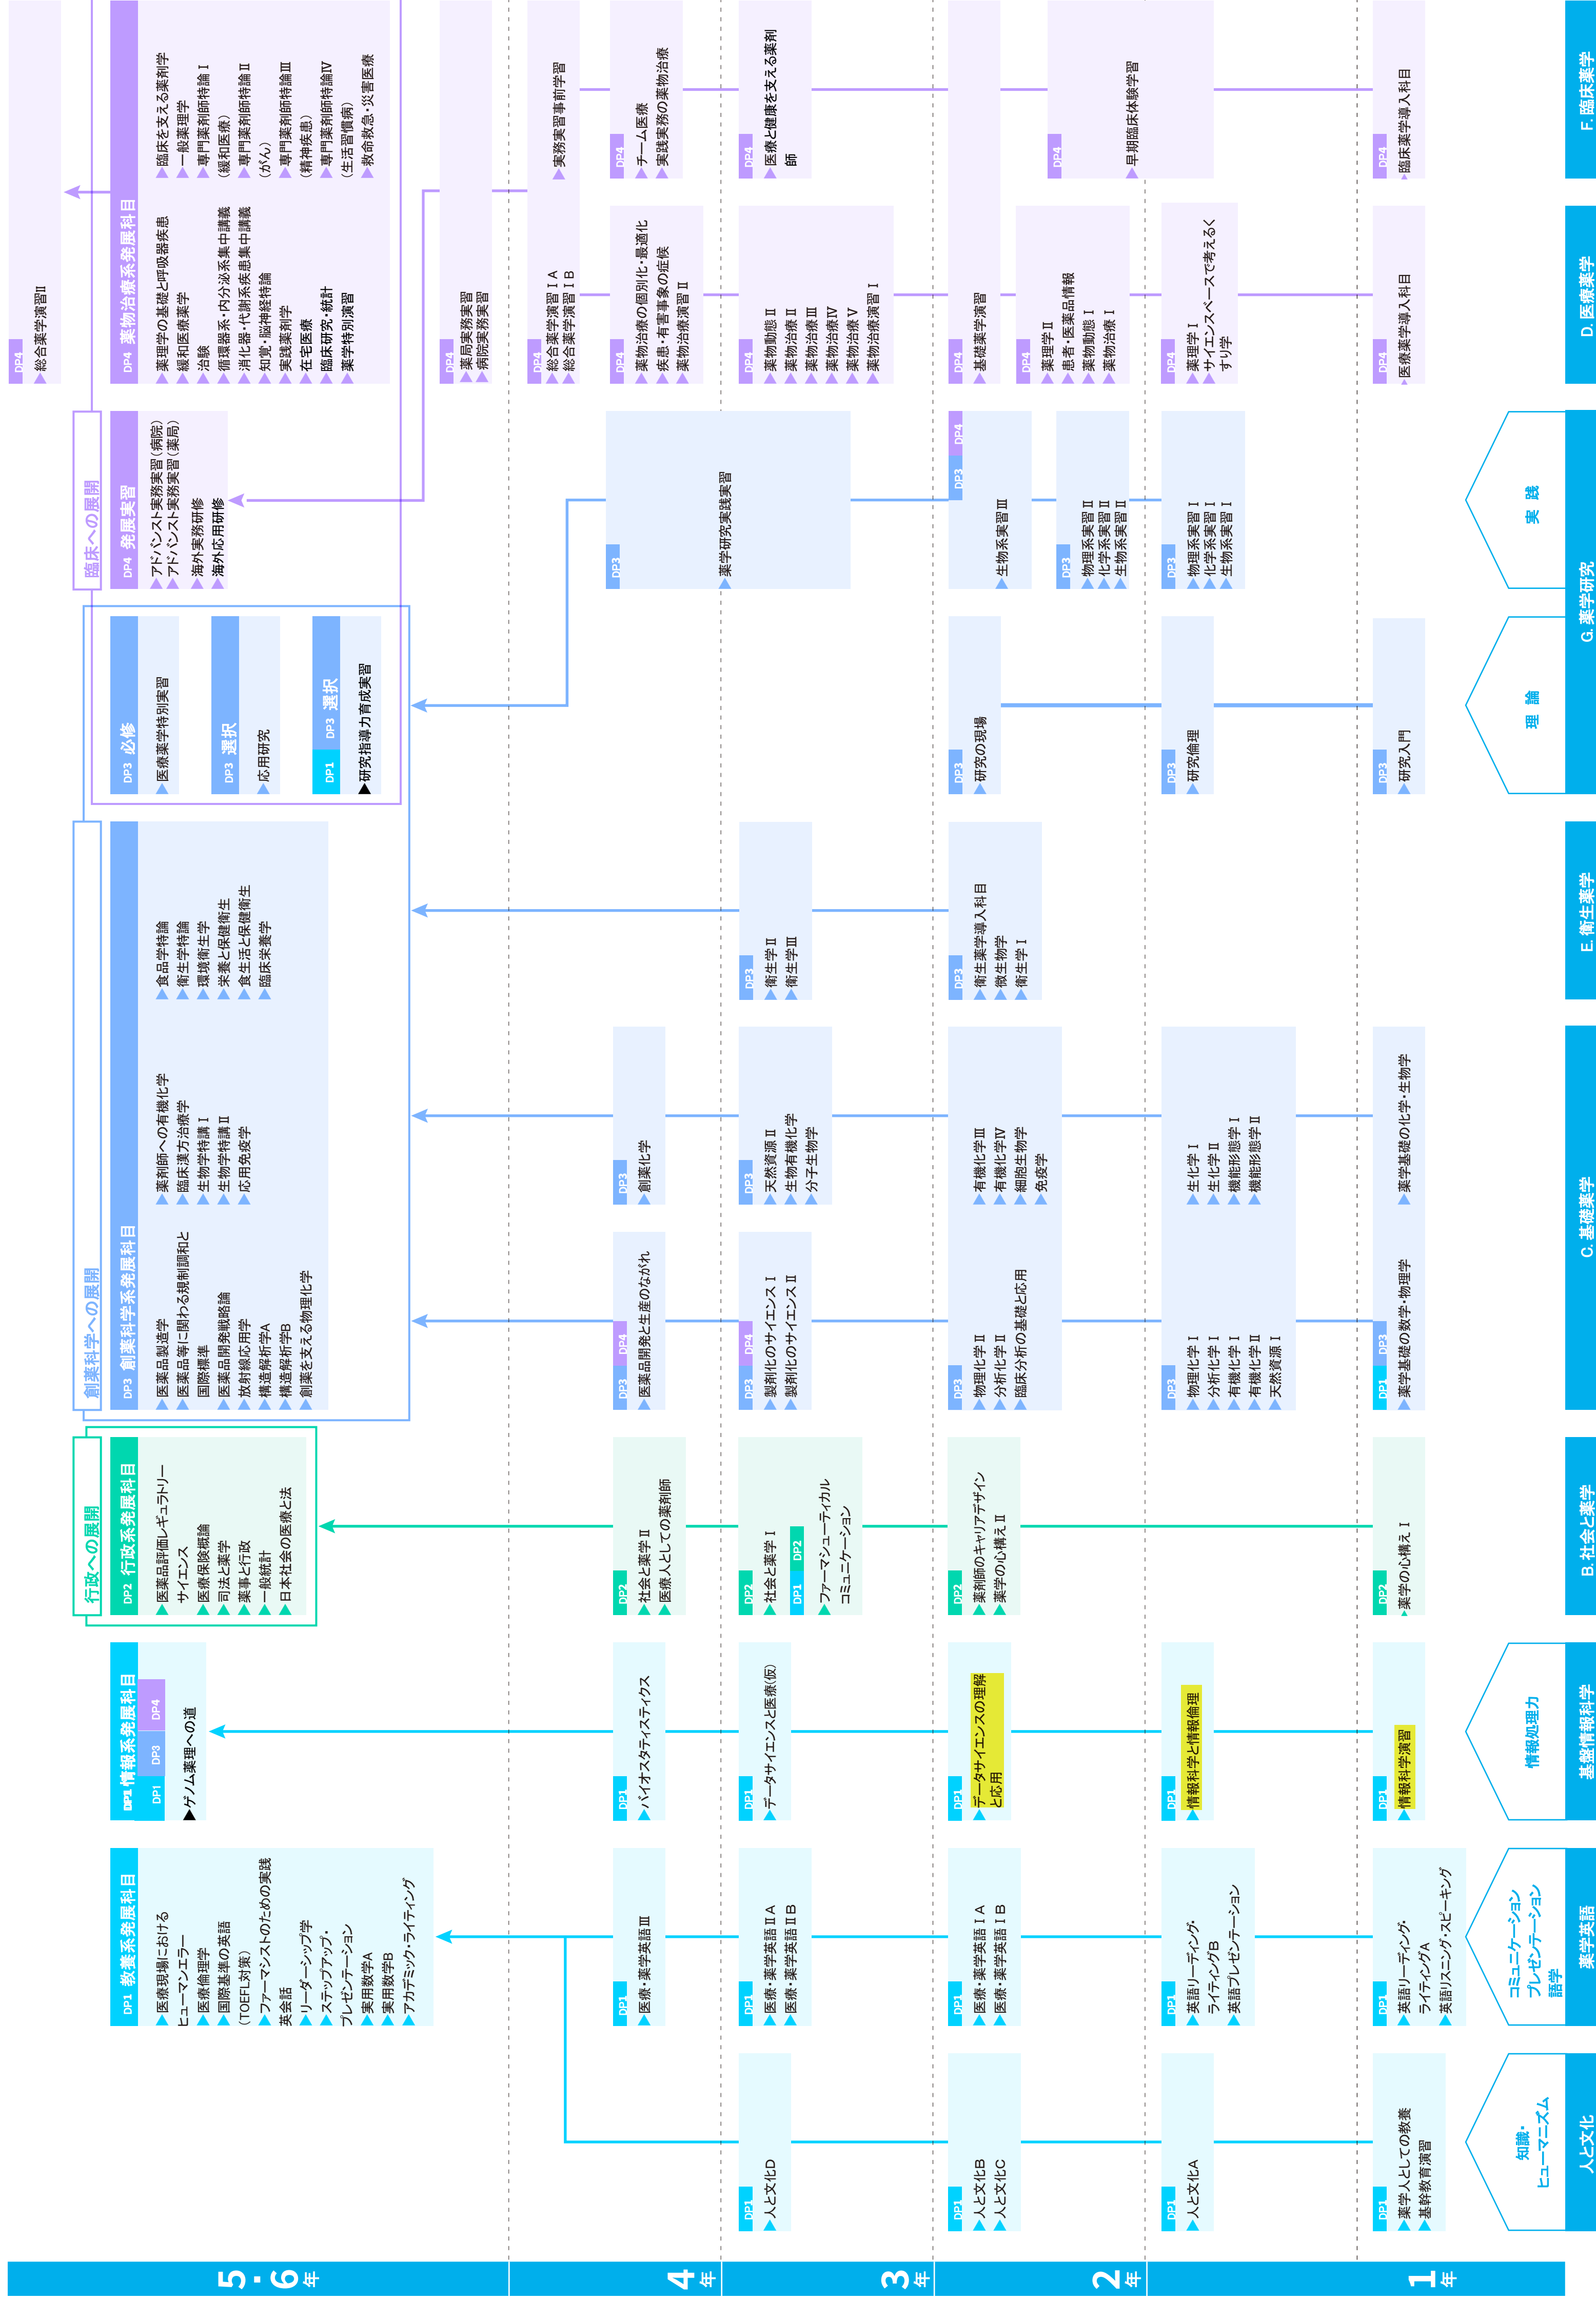 5・6年
DP1 教養系発展科目
医療現場における
ヒューマンエラー
医療倫理学
国際基準の英語
（TOEFL対策）
ファーマシストのための実践
英会話
リーダーシップ学
ステップアップ・
プレゼンテーション
実用数学A
実用数学B
アカデミック・ライティング
DP1 情報系発展科目
DP1 DP3 DP4
ゲノム薬理への道
行政への展開
DP2 行政系発展科目
医薬品評価レギュラトリー
サイエンス
医療保険概論
司法と薬学
薬事と行政
一般統計
日本社会の医療と法
創薬科学への展開
DP3 創薬科学系発展科目
医薬品製造学
医薬品等に関わる規制調和と
国際標準
医薬品開発戦略論
放射線応用学
構造解析学A
構造解析学B
創薬を支える物理化学
薬剤師への有機化学
臨床漢方治療学
生物学特講Ⅰ
生物学特講Ⅱ
応用免疫学
食品学特論
衛生学特論
環境衛生学
栄養と保健衛生
食生活と保健衛生
臨床栄養学
DP3 必修
医療薬学特別実習
DP3 選択
応用研究
DP1 DP3 選択
研究指導力育成実習
臨床への展開
DP4 発展実習
アドバンスト実務実習（病院）
アドバンスト実務実習（薬局）
海外実務研修
海外応用研修
DP4
総合薬学演習Ⅱ
DP4 薬物治療系発展科目
薬理学の基礎と呼吸器疾患
緩和医療薬学
治験
循環器系・内分泌系集中講義
消化器・代謝系疾患集中講義
知覚・脳神経特論
実践薬剤学
在宅医療
臨床研究・統計
薬学特別演習
臨床を支える薬剤学
一般薬理学
専門薬剤師特論Ⅰ
（緩和医療）
専門薬剤師特論Ⅱ
（がん）
専門薬剤師特論Ⅲ
（精神疾患）
専門薬剤師特論Ⅳ
（生活習慣病）
救命救急・災害医療
DP4
薬局実務実習
病院実務実習
4年
DP4
総合薬学演習ⅠA
総合薬学演習ⅠB
実務実習事前学習
DP1
医療・薬学英語Ⅲ
DP1
バイオスタティスティクス
DP2
社会と薬学Ⅱ
医療人としての薬剤師
DP3 DP4
医薬品開発と生産のながれ
DP3
創薬化学
DP3
薬学研究実践実習
DP4
薬物治療の個別化・最適化
疾患・有害事象の症候
薬物治療演習Ⅱ
DP4
チーム医療
実践実務の薬物治療
3年
DP1
人と文化D
DP1
医療・薬学英語ⅡA
医療・薬学英語ⅡB
DP1
データサイエンスと医療(仮)
DP2
社会と薬学Ⅰ
DP1 DP2
ファーマシューティカル
コミュニケーション
DP3 DP4
製剤化のサイエンスⅠ
製剤化のサイエンスⅡ
DP3
天然資源Ⅱ
生物有機化学
分子生物学
DP3
衛生学Ⅱ
衛生学Ⅲ
DP4
薬物動態Ⅱ
薬物治療Ⅱ
薬物治療Ⅲ
薬物治療Ⅳ
薬物治療Ⅴ
薬物治療演習Ⅰ
DP4
医療と健康を支える薬剤
師
2年
DP1
人と文化B
人と文化C
DP1
医療・薬学英語ⅠA
医療・薬学英語ⅠB
DP1
データサイエンスの理解
と応用
DP2
薬剤師のキャリアデザイン
薬学の心構えⅡ
DP3
物理化学Ⅱ
分析化学Ⅱ
臨床分析の基礎と応用
有機化学Ⅲ
有機化学Ⅳ
細胞生物学
免疫学
DP3
衛生薬学導入科目
微生物学
衛生学Ⅰ
DP3
研究の現場
DP3 DP4
生物系実習Ⅲ
DP3
物理系実習Ⅱ
化学系実習Ⅱ
生物系実習Ⅱ
DP4
基礎薬学演習
DP4
薬理学Ⅱ
患者・医薬品情報
薬物動態Ⅰ
薬物治療Ⅰ
DP4
早期臨床体験学習
1年
DP1
人と文化A
DP1
英語リーディング・
ライティングB
英語プレゼンテーション
DP1
情報科学と情報倫理
DP3
物理化学Ⅰ
分析化学Ⅰ
有機化学Ⅰ
有機化学Ⅱ
天然資源Ⅰ
生化学Ⅰ
生化学Ⅱ
機能形態学Ⅰ
機能形態学Ⅱ
DP3
研究倫理
DP3
物理系実習Ⅰ
化学系実習Ⅰ
生物系実習Ⅰ
DP4
薬理学Ⅰ
サイエンスベースで考えるく
すり学
DP1
薬学人としての教養
基幹教育演習
DP1
英語リーディング・
ライティングA
英語リスニング・スピーキング
DP1
情報科学演習
DP2
薬学の心構えⅠ
DP1 DP3
薬学基礎の数学・物理学
薬学基礎の化学・生物学
DP3
研究入門
DP4
医療薬学導入科目
DP4
臨床薬学導入科目
知識・
ヒューマニズム
コミュニケーション
プレゼンテーション
語学
情報処理力
理論
実践
人と文化
薬学英語
基盤情報科学
B. 社会と薬学
C. 基礎薬学
E. 衛生薬学
G. 薬学研究
D. 医療薬学
F. 臨床薬学